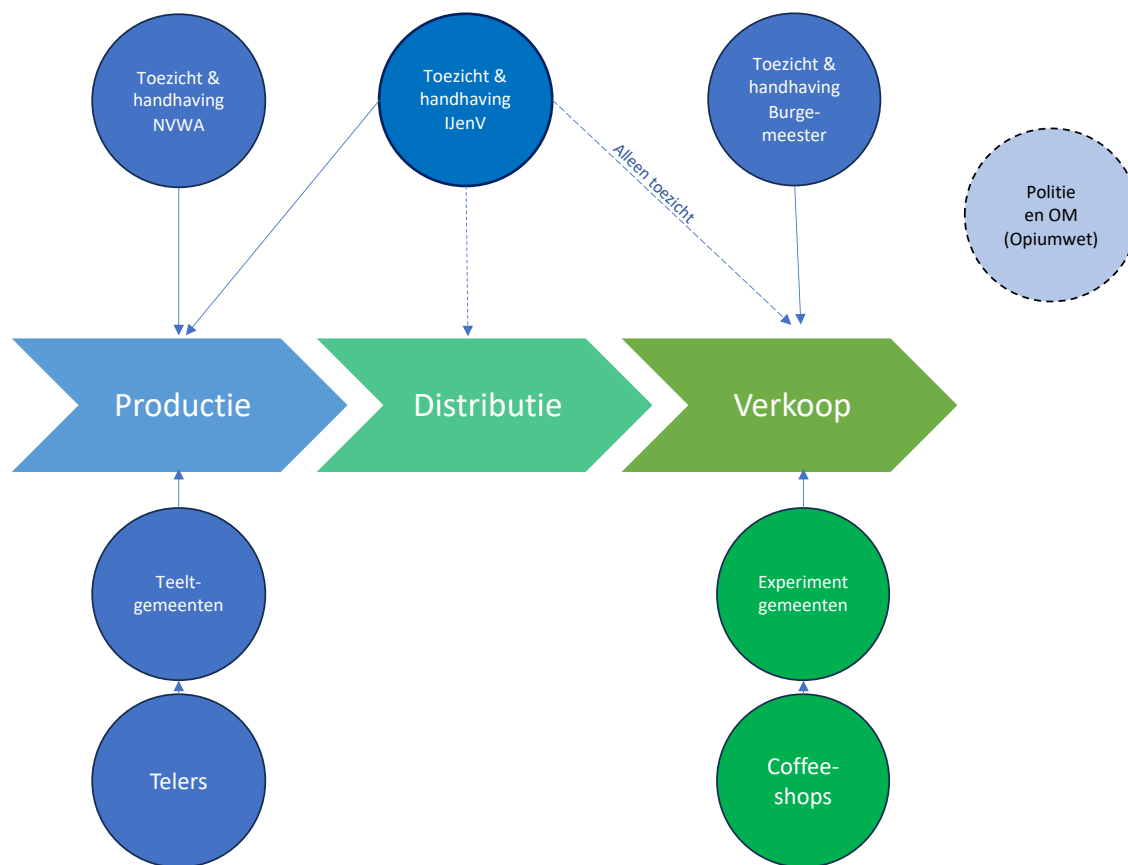 Toezicht &
handhaving
NVWA
Toezicht &
handhaving
IJenV
Toezicht &
handhaving
Burge-
meester
Politie
en OM
(Opiumwet)
Alleen toezicht
Productie
Distributie
Verkoop
Teelt-
gemeenten
Experiment
gemeenten
Telers
Coffee-
shops